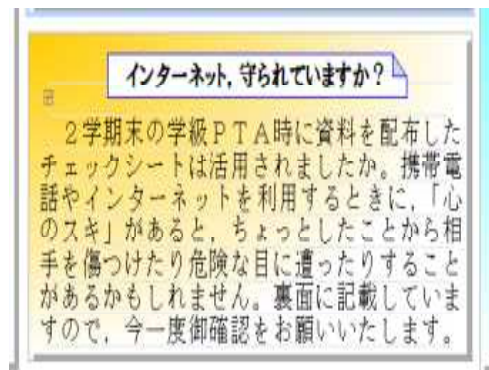 インターネット，守られていますか？
２学期末の学級ＰＴＡ時に資料を配布した
チェックシートは活用されましたか。携帯電
話やインターネットを利用するときに，「心
のスキ」があると，ちょっとしたことから相
手を傷つけたり危険な目に遭ったりすること
があるかもしれません。裏面に記載していま
すので，今一度御確認をお願いいたします。